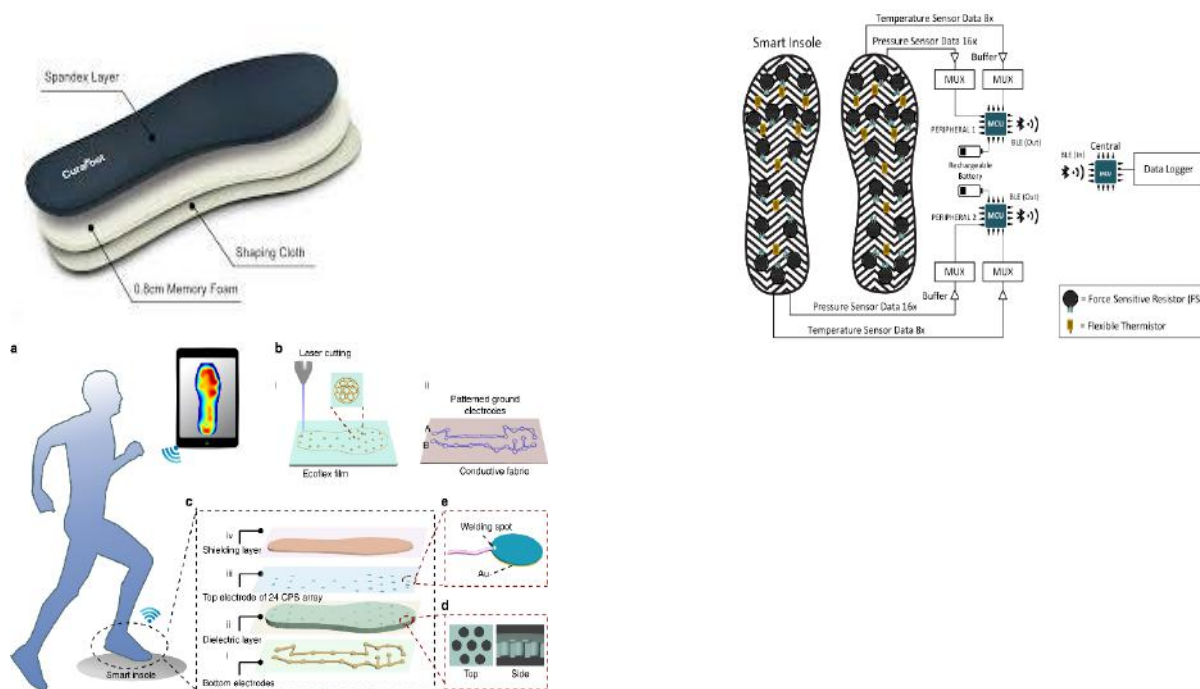 Spandex Layer
Shaping Cloth
0.8cm Memory Foam
Temperature Sensor Data 8x
Smart Insole
Pressure Sensor Data 16x
Buffer
MUX
MUX
PERIPHERAL 1
MCU
BLE (Out)
Rechargeable
Battery
Central
BLE (In)
MCU
Data Logger
PERIPHERAL 2
MCU
BLE (Out)
MUX
MUX
Buffer
Pressure Sensor Data 16x
Temperature Sensor Data 8x
= Force Sensitive Resistor (FS
= Flexible Thermistor
a
b
Laser cutting
i
Ecoflex film
ii
Patterned ground
electrodes
A
B
Conductive fabric
c
iv
Shielding layer
iii
Top electrode of 24 CPS array
ii
Dielectric layer
i
Bottom electrodes
e
Welding spot
Au
d
Top
Side
Smart insole